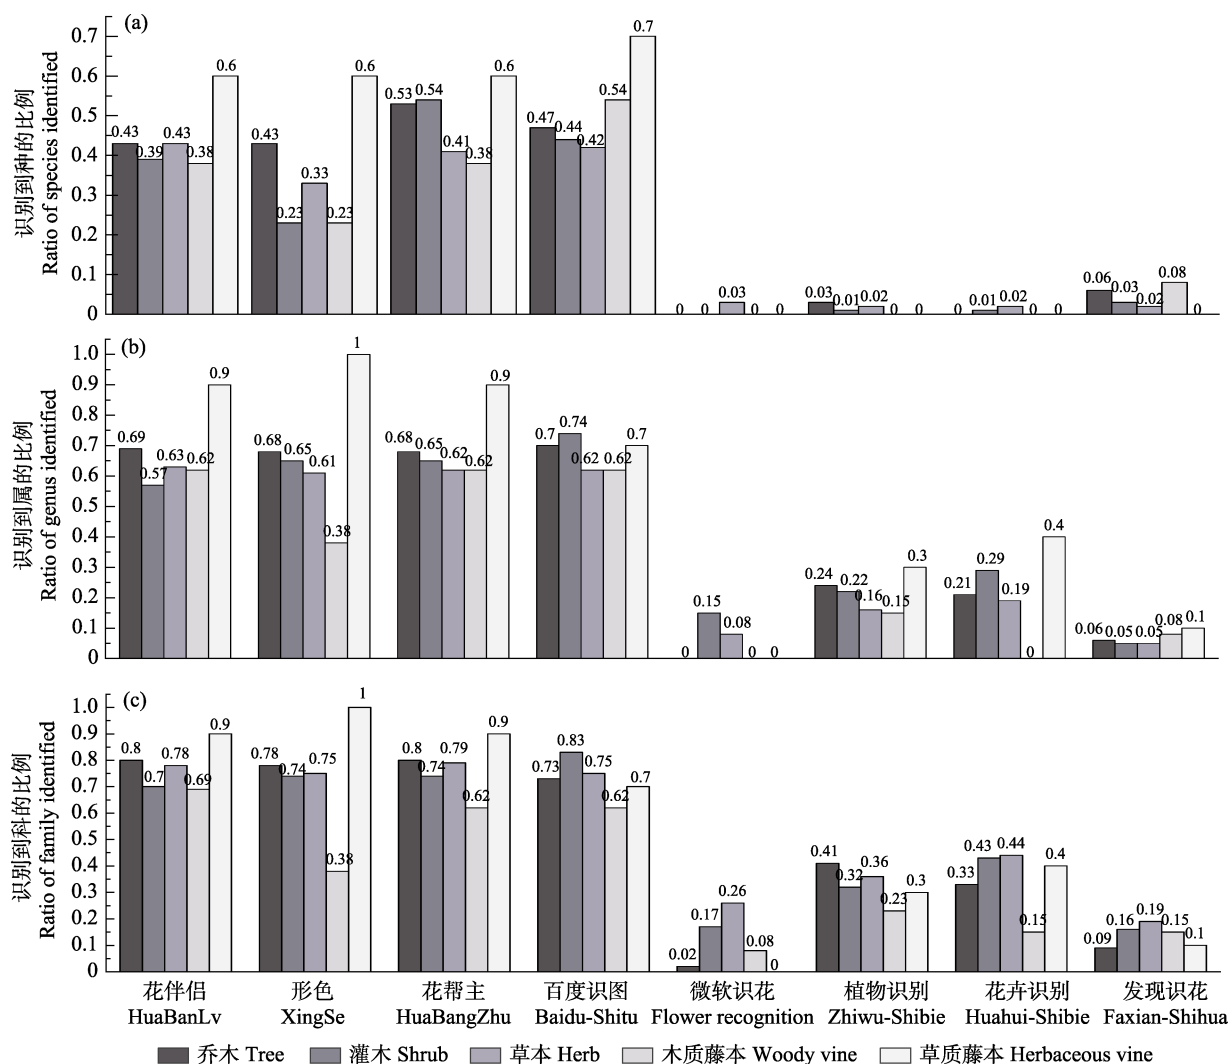 (a)
识别到种的比例
Ratio of species identified
0.7
0.6
0.5
0.4
0.3
0.2
0.1
0
0.43 0.39 0.43 0.38 0.6
0.43 0.23 0.33 0.23 0.6
0.53 0.54 0.41 0.38 0.6
0.47 0.44 0.42 0.54 0.7
0 0 0.03 0 0
0.03 0.01 0.02 0 0
0 0.01 0.02 0 0
0.06 0.03 0.02 0.08 0
(b)
识别到属的比例
Ratio of genus identified
1.0
0.9
0.8
0.7
0.6
0.5
0.4
0.3
0.2
0.1
0
0.69 0.57 0.63 0.62 0.9
0.68 0.65 0.61 0.38 1
0.68 0.65 0.62 0.62 0.9
0.7 0.74 0.62 0.62 0.7
0 0.15 0.08 0 0
0.24 0.22 0.16 0.15 0.3
0.21 0.29 0.19 0 0.4
0.06 0.05 0.05 0.08 0.1
(c)
识别到科的比例
Ratio of family identified
1.0
0.9
0.8
0.7
0.6
0.5
0.4
0.3
0.2
0.1
0
0.8 0.7 0.78 0.69 0.9
0.78 0.74 0.75 0.38 1
0.8 0.74 0.79 0.62 0.9
0.73 0.83 0.75 0.62 0.7
0.02 0.17 0.26 0.08 0
0.41 0.32 0.36 0.23 0.3
0.33 0.43 0.44 0.15 0.4
0.09 0.16 0.19 0.15 0.1
花伴侣
HuaBanLv
形色
XingSe
花帮主
HuaBangZhu
百度识图
Baidu-Shitu
微软识花
Flower recognition
植物识别
Zhiwu-Shibie
花卉识别
Huahui-Shibie
发现识花
Faxian-Shihua
乔木 Tree
灌木 Shrub
草本 Herb
木质藤本 Woody vine
草质藤本 Herbaceous vine